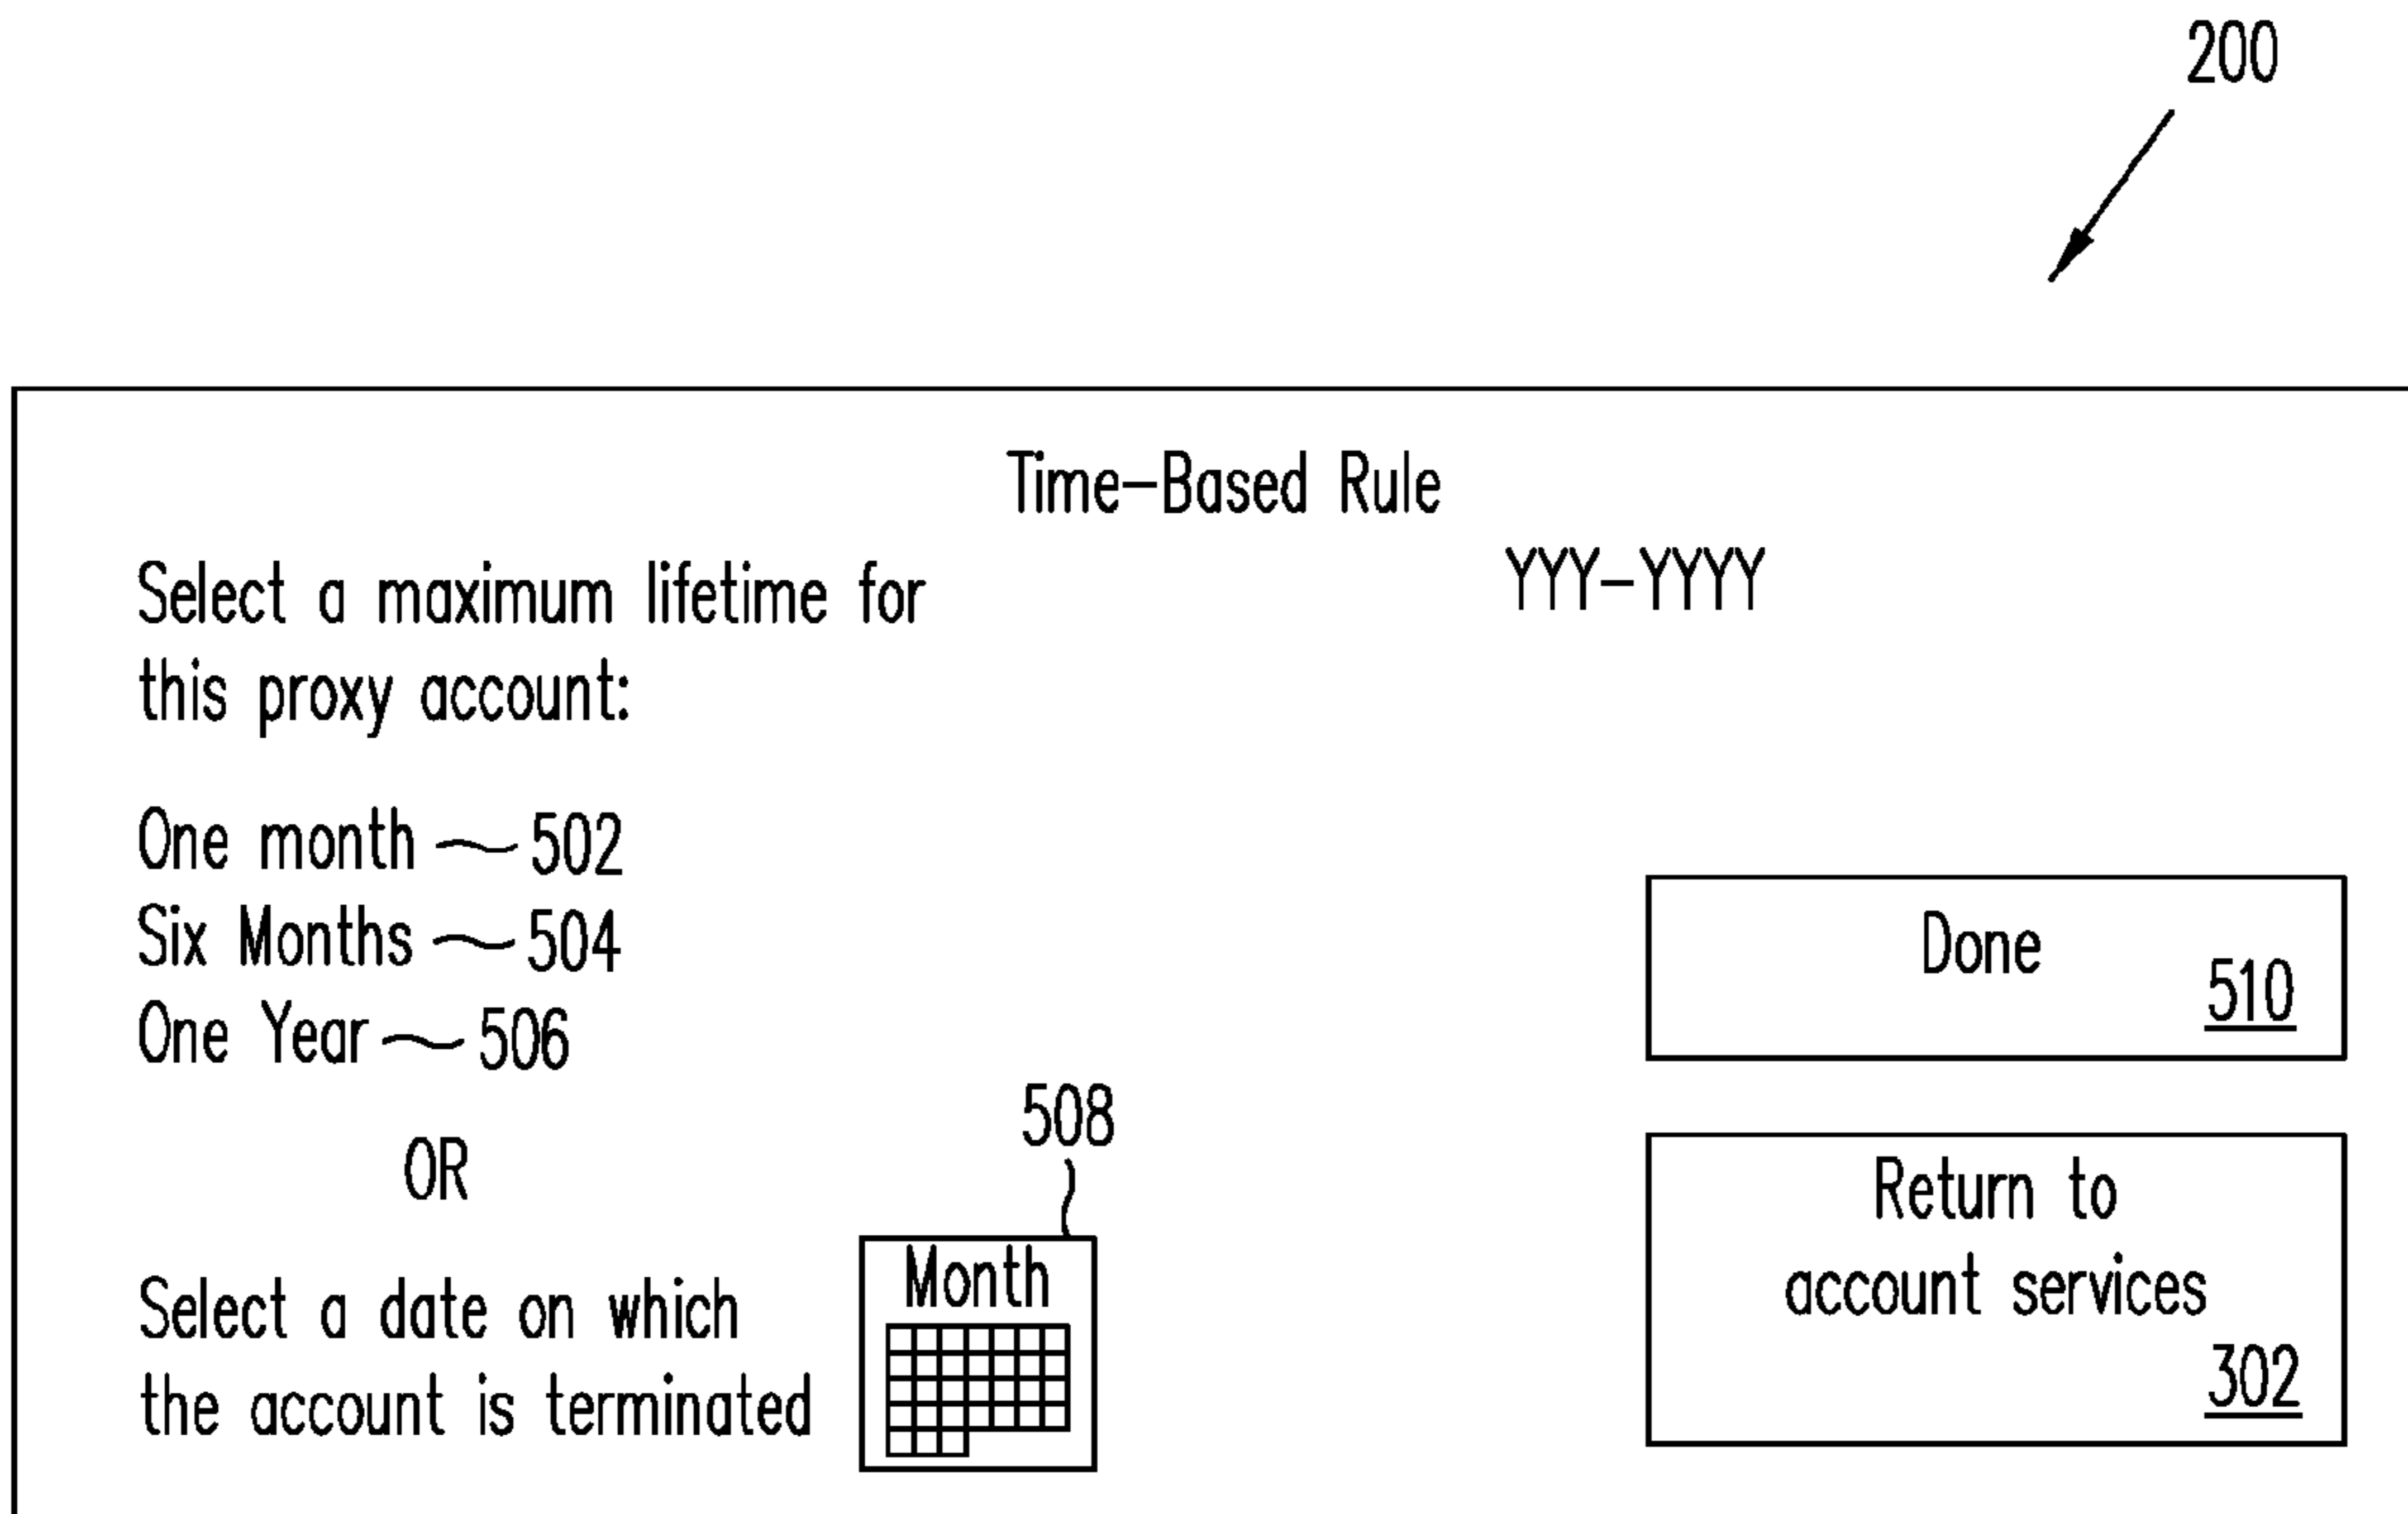 200
Time-Based Rule
YYY-YYYY
Select a maximum lifetime for
this proxy account:
One month 502
Six Months 504
One Year 506
OR
Select a date on which
the account is terminated
508
Month
Done
510
Return to
account services
302